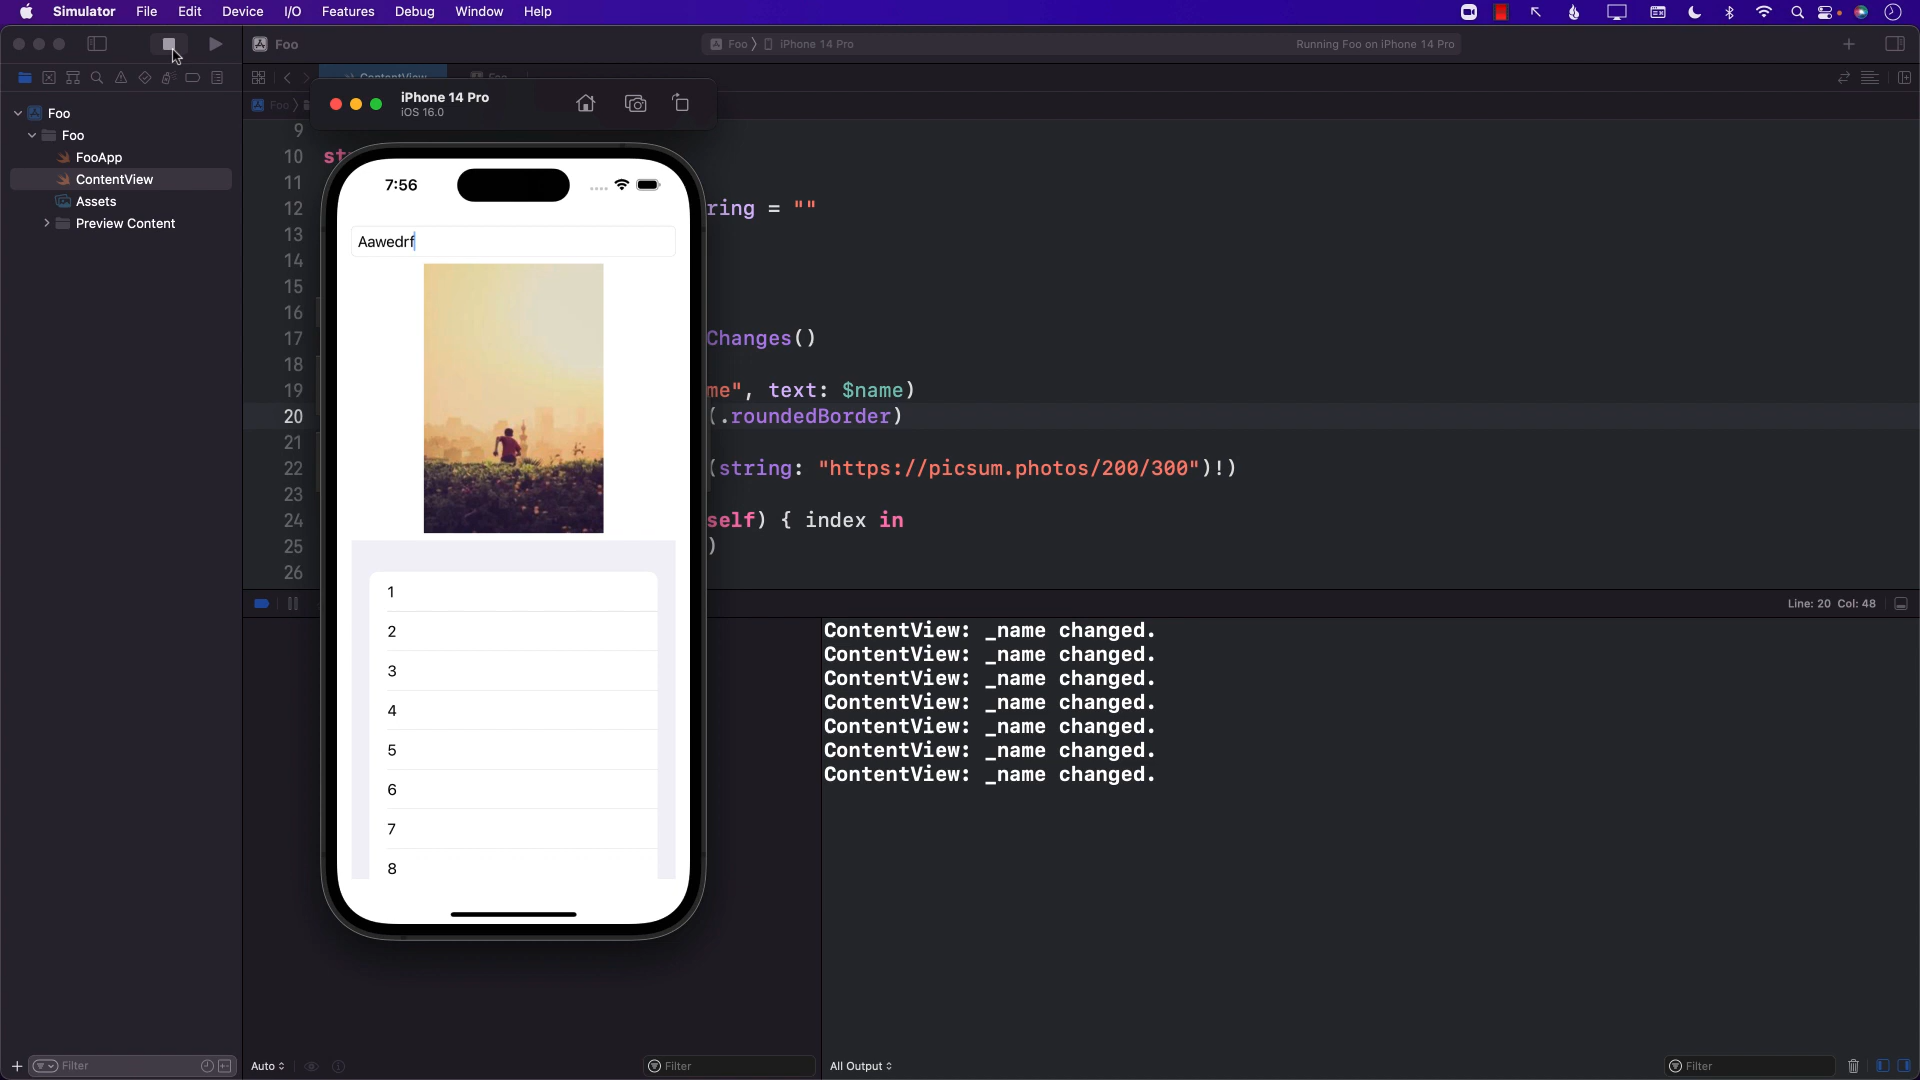 Simulator File Edit Device I/O Features Debug Window Help
Foo
Foo iPhone 14 Pro
Running Foo on iPhone 14 Pro
ContentView Foo
iPhone 14 Pro
iOS 16.0
Foo
Foo
FooApp
ContentView
Assets
Preview Content
Foo
9
10 st
11
12 ring = ""
13
14
15
16
17 Changes()
18
19 me", text: $name)
20 (.roundedBorder)
21
22 (string: "https://picsum.photos/200/300")!)
23
24 self) { index in
25 )
26
7:56
Aawedrf
1
2
3
4
5
6
7
8
Line: 20 Col: 48
ContentView: _name changed.
ContentView: _name changed.
ContentView: _name changed.
ContentView: _name changed.
ContentView: _name changed.
ContentView: _name changed.
ContentView: _name changed.
Filter
Auto
Filter
All Output
Filter